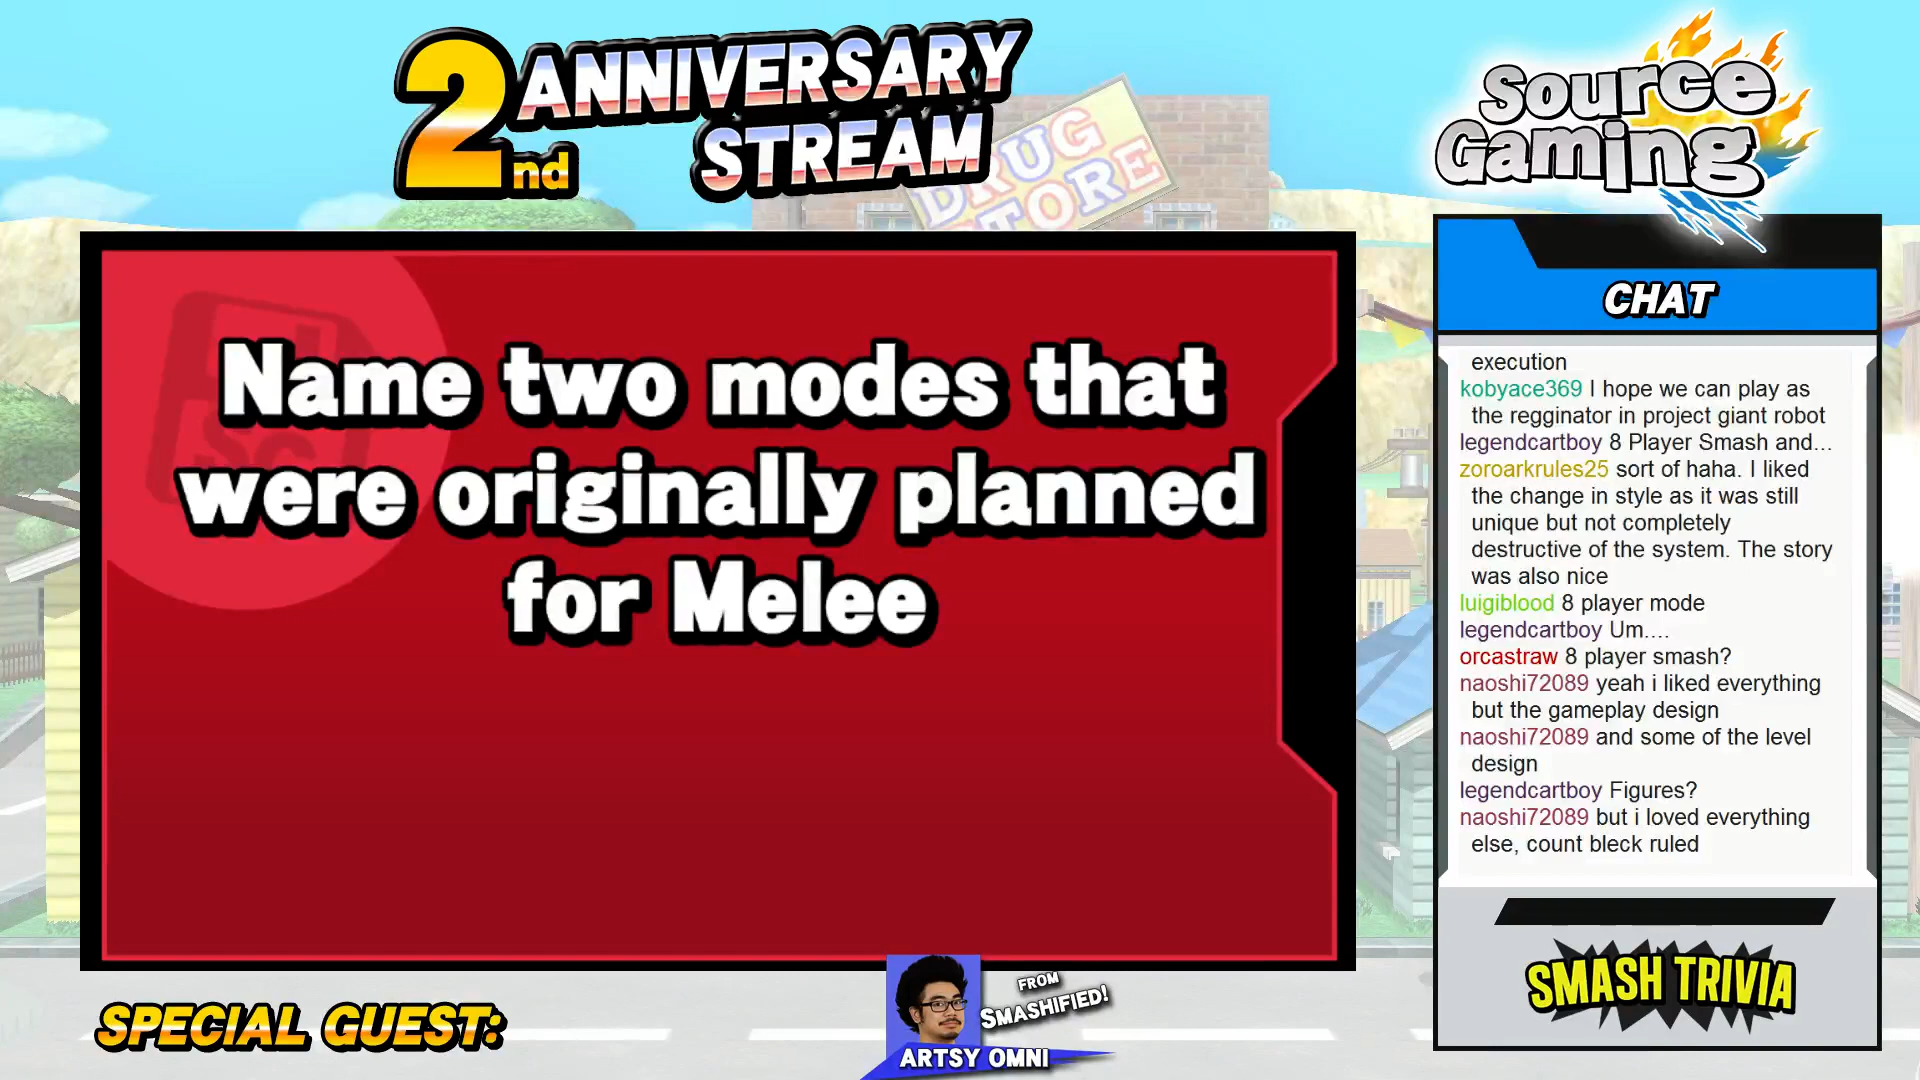 2nd ANNIVERSARY
STREAM
DRUG
STORE
Source
Gaming
Name two modes that
were originally planned
for Melee
CHAT
execution
kobyace369 I hope we can play as
the regginator in project giant robot
legendcartboy 8 Player Smash and...
zoroarkrules25 sort of haha. I liked
the change in style as it was still
unique but not completely
destructive of the system. The story
was also nice
luigiblood 8 player mode
legendcartboy Um....
orcastraw 8 player smash?
naoshi72089 yeah i liked everything
but the gameplay design
naoshi72089 and some of the level
design
legendcartboy Figures?
naoshi72089 but i loved everything
else, count bleck ruled
SMASH TRIVIA
SPECIAL GUEST:
FROM
SMASHIFIED!
ARTSY OMNI